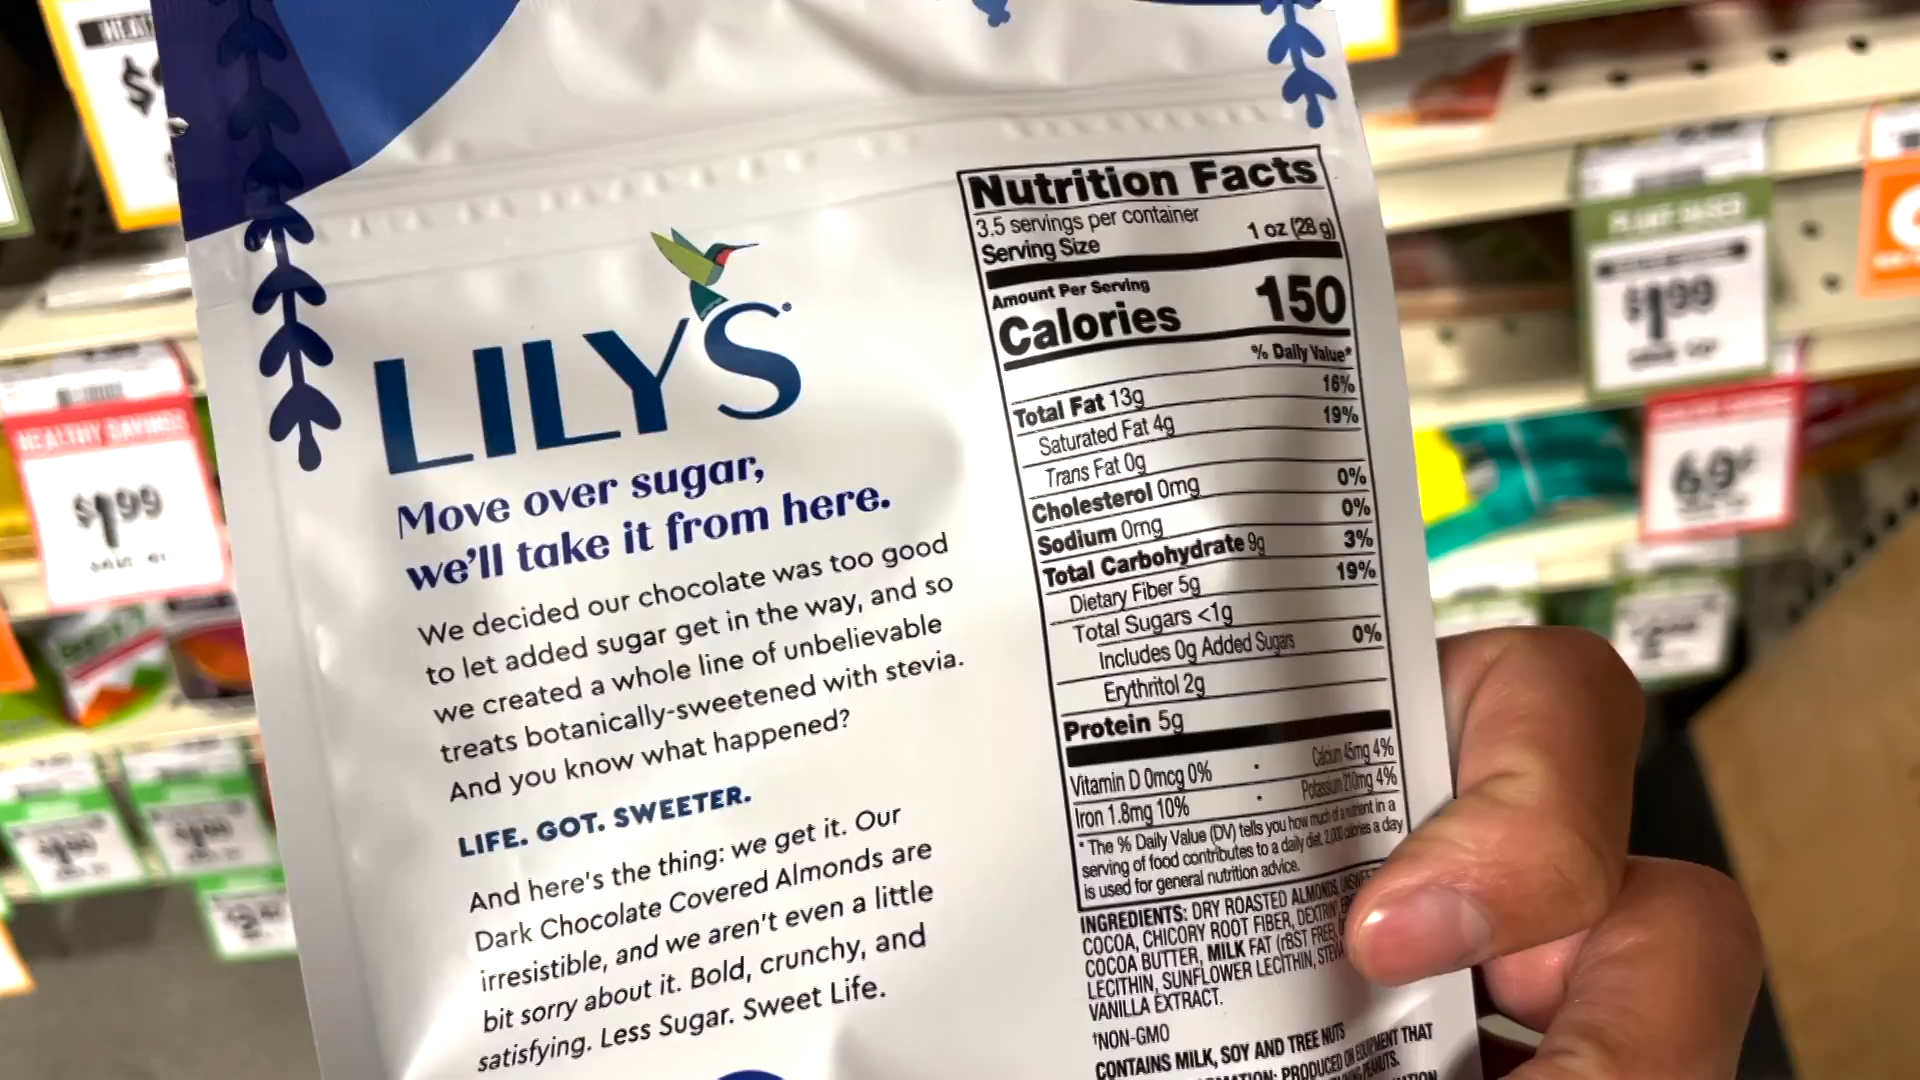 LILY'S
Move over sugar,
we'll take it from here.
We decided our chocolate was too good
to let added sugar get in the way, and so
we created a whole line of unbelievable
treats botanically-sweetened with stevia.
And you know what happened?
LIFE. GOT. SWEETER.
And here's the thing: we get it. Our
Dark Chocolate Covered Almonds are
irresistible, and we aren't even a little
bit sorry about it. Bold, crunchy, and
satisfying. Less Sugar. Sweet Life.
Nutrition Facts
3.5 servings per container
Serving Size 1 oz (28 g)
Amount Per Serving
Calories 150
% Daily Value*
Total Fat 13g 16%
Saturated Fat 4g 19%
Trans Fat 0g
Cholesterol 0mg 0%
Sodium 0mg 0%
Total Carbohydrate 9g 3%
Dietary Fiber 5g 19%
Total Sugars <1g
Includes 0g Added Sugars 0%
Erythritol 2g
Protein 5g
Vitamin D 0mcg 0% • Calcium 45mg 4%
Iron 1.8mg 10% • Potassium 210mg 4%
*The % Daily Value (DV) tells you how much of a nutrient in a
serving of food contributes to a daily diet. 2,000 calories a day
is used for general nutrition advice.
INGREDIENTS: DRY ROASTED ALMONDS,
COCOA, CHICORY ROOT FIBER, DEXTRIN,
COCOA BUTTER, MILK FAT (rBST FREE
LECITHIN, SUNFLOWER LECITHIN,
VANILLA EXTRACT.
†NON-GMO
CONTAINS MILK, SOY AND TREE NUTS
PRODUCED ON EQUIPMENT THAT
PEANUTS.
HEALTHY SAVINGS
$1.99
PLANT BASED
$1.99
69¢